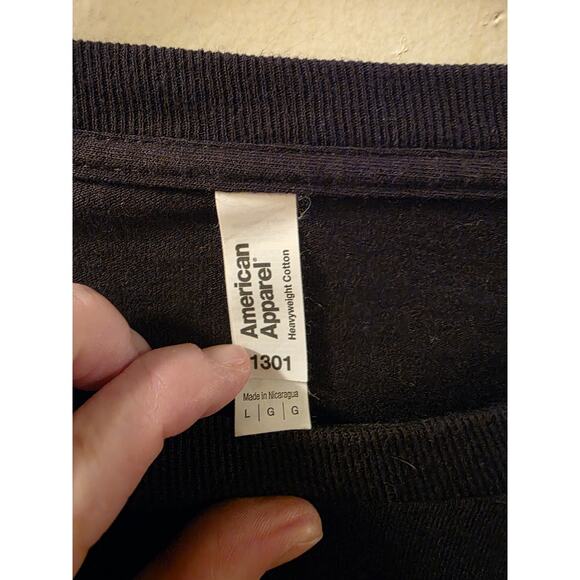 American
Apparel®
Heavyweight Cotton
1301
Made in Nicaragua
L | G | G